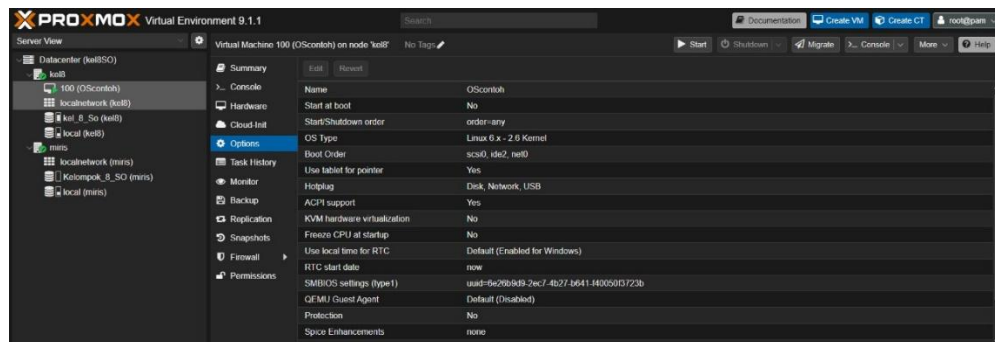 PROXMOX Virtual Environment 9.1.1 Search Documentation Create VM Create CT root@pam
Server View
Datacenter (kel8SO)
kel8
100 (OScontoh)
localnetwork (kel8)
kel_8_So (kel8)
local (kel8)
miris
localnetwork (miris)
Kelompok_8_SO (miris)
local (miris)
Virtual Machine 100 (OScontoh) on node 'kel8' No Tags Start Shutdown Migrate >_ Console More Help
Summary
>_ Console
Hardware
Cloud-Init
Options
Task History
Monitor
Backup
Replication
Snapshots
Firewall
Permissions
Edit Revert
Name OScontoh
Start at boot No
Start/Shutdown order order=any
OS Type Linux 6.x - 2.6 Kernel
Boot Order scsi0, ide2, net0
Use tablet for pointer Yes
Hotplug Disk, Network, USB
ACPI support Yes
KVM hardware virtualization No
Freeze CPU at startup No
Use local time for RTC Default (Enabled for Windows)
RTC start date now
SMBIOS settings (type1) uuid=6e26b9d9-2ec7-4b27-b641-f40050f3723b
QEMU Guest Agent Default (Disabled)
Protection No
Spice Enhancements none